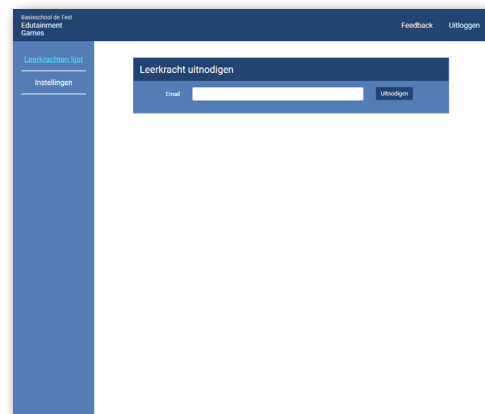 Basisschool de Test
Edutainment
Games
Feedback
Uitloggen
Leerkrachten lijst
Instellingen
Leerkracht uitnodigen
Email
Uitnodigen